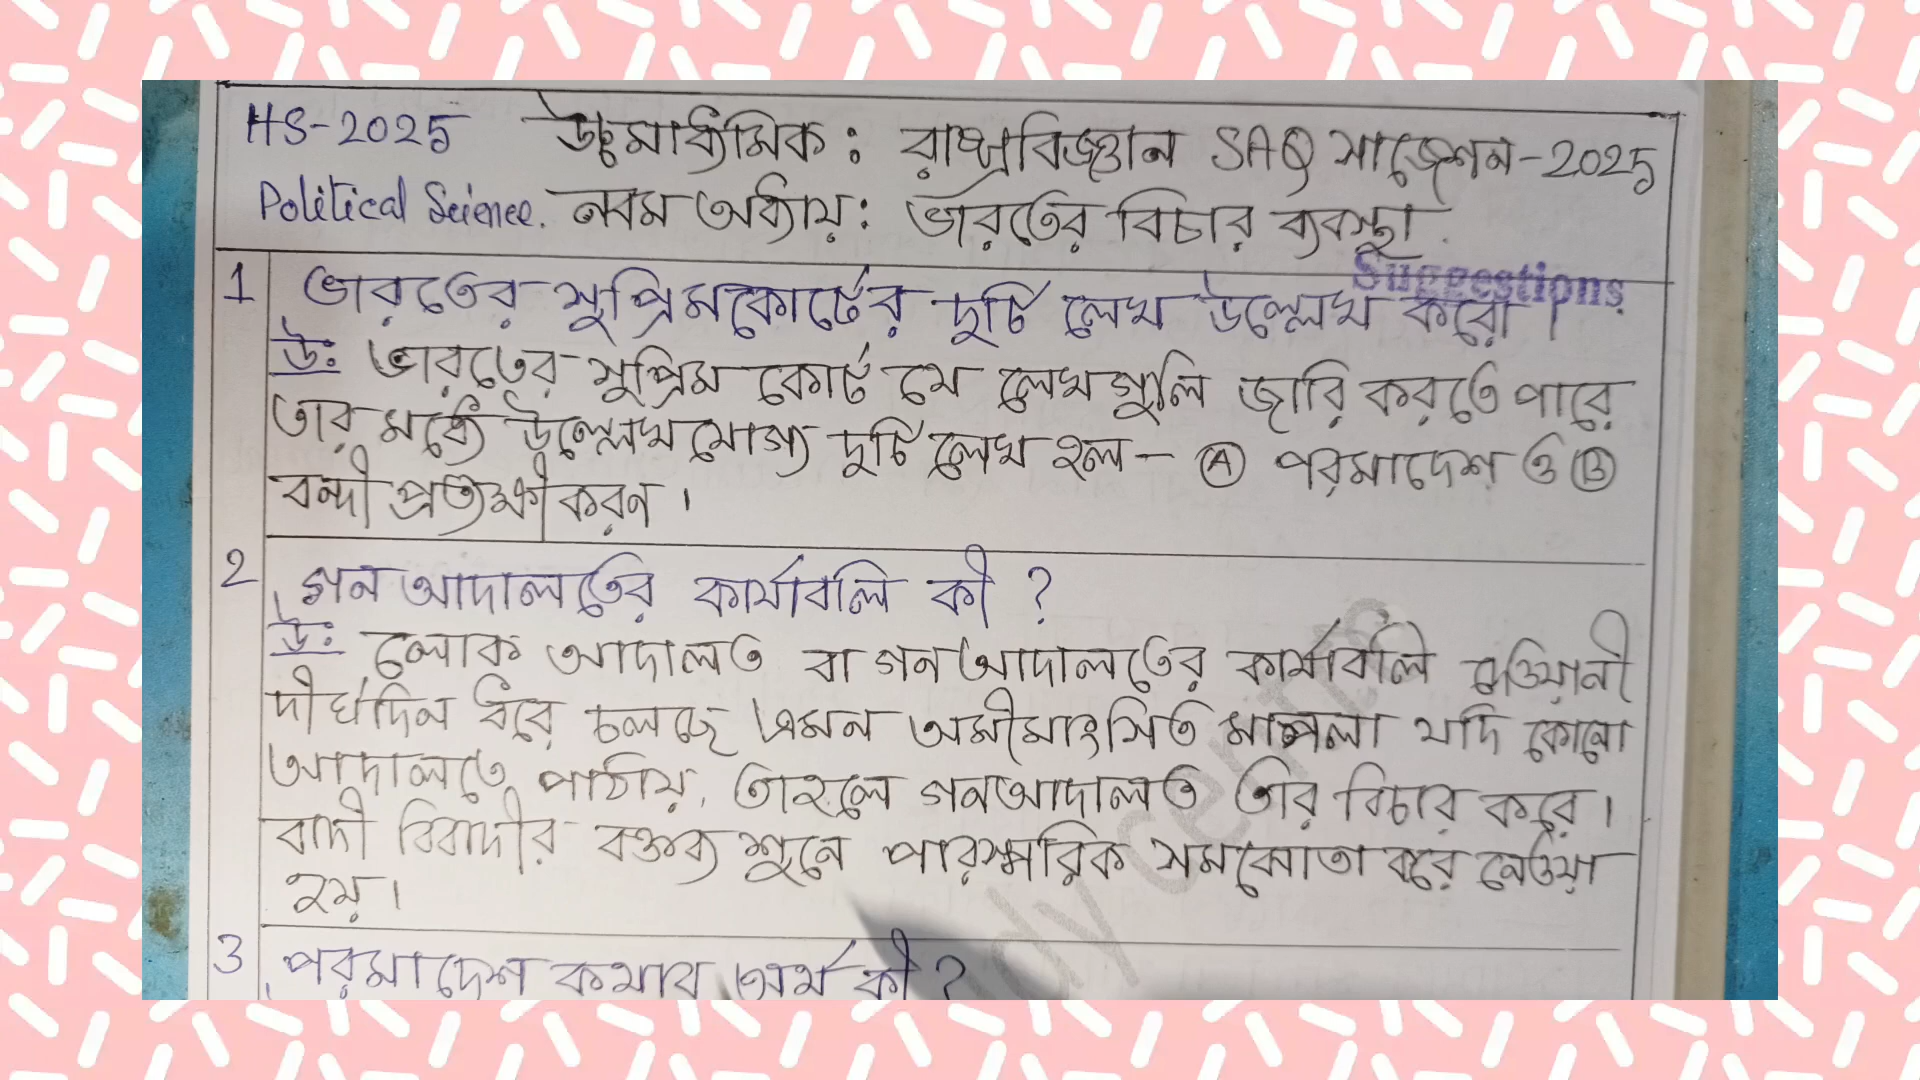 HS-2025 উচ্চমাধ্যমিক : রাষ্ট্রবিজ্ঞান SAQ সাজেশন-2025
Political Science. নবম অধ্যায় : ভারতের বিচার ব্যবস্থা.
Suggestions
1 ভারতের সুপ্রিমকোর্টের দুটি লেখ উল্লেখ করো।
উঃ ভারতের সুপ্রিম কোর্ট যে লেখগুলি জারি করতে পারে
তার মধ্যে উল্লেখযোগ্য দুটি লেখ হল- (A) পরমাদেশ ও (B)
বন্দী প্রত্যক্ষীকরণ।
2 গন আদালতের কার্যাবলি কী ?
উঃ লোক আদালত বা গন আদালতের কার্যাবলি দেওয়ানী
দীর্ঘদিন ধরে চলছে এমন অমীমাংসিত মামলা যদি কোনো
আদালতে পাঠায়, তাহলে গনআদালত তার বিচার করে।
বাদী বিবাদীর বক্তব্য শুনে পারস্পরিক সমঝোতা করে নেওয়া
হয়।
3 পরমাদেশ কথার অর্থ কী ?